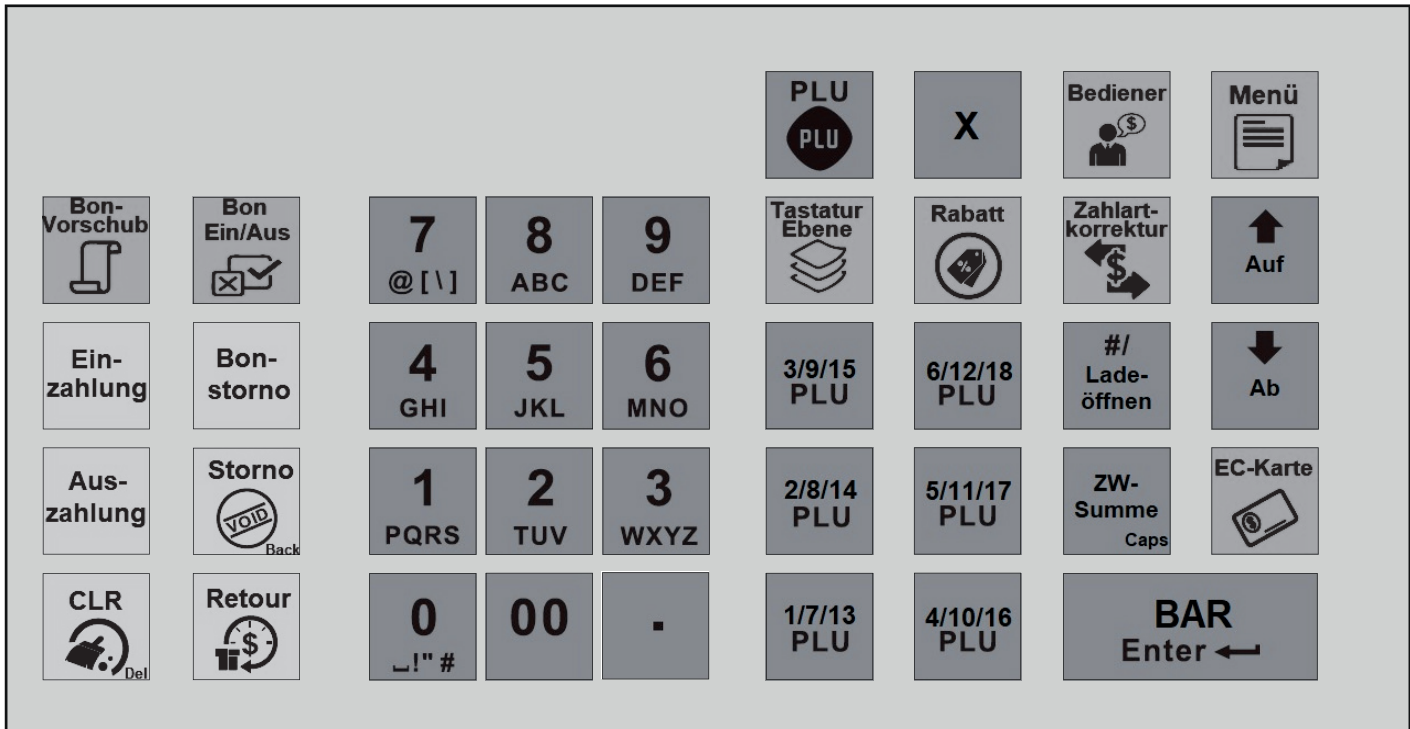 PLU
PLU
X
Bediener
$
Menü
Bon-
Vorschub
Bon
Ein/Aus
7
@[\]
8
ABC
9
DEF
Tastatur
Ebene
Rabatt
%
Zahlart-
korrektur
$
Auf
Ein-
zahlung
Bon-
storno
4
GHI
5
JKL
6
MNO
3/9/15
PLU
6/12/18
PLU
#/
Lade-
öffnen
Ab
Aus-
zahlung
Storno
VOID
Back
1
PQRS
2
TUV
3
WXYZ
2/8/14
PLU
5/11/17
PLU
ZW-
Summe
Caps
EC-Karte
$
CLR
Del
Retour
$
0
⎵!"#
00
.
1/7/13
PLU
4/10/16
PLU
BAR
Enter